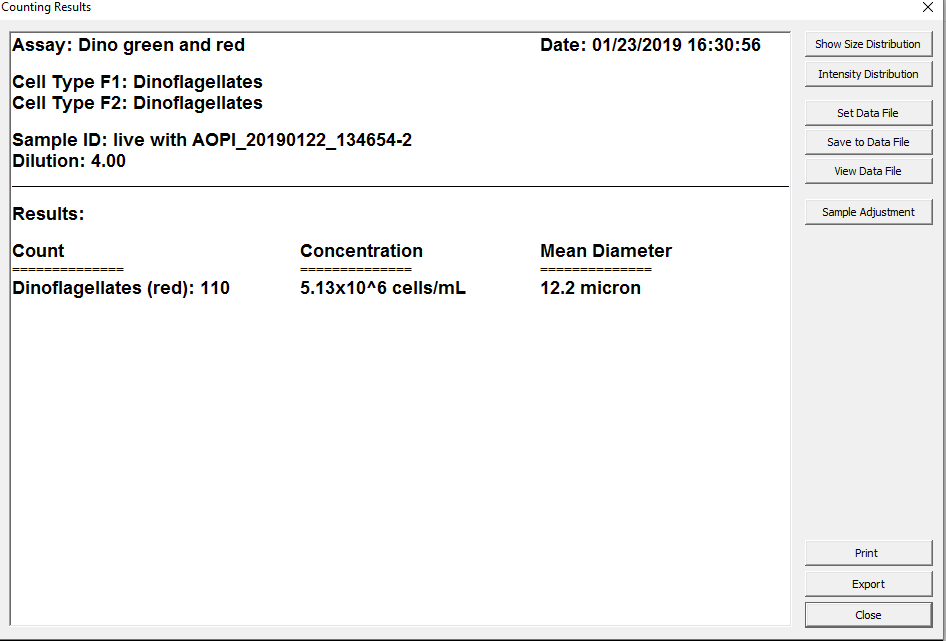 Counting Results
Assay: Dino green and red
Date: 01/23/2019 16:30:56
Cell Type F1: Dinoflagellates
Cell Type F2: Dinoflagellates
Sample ID: live with AOPI_20190122_134654-2
Dilution: 4.00
Results:
Count Concentration Mean Diameter
============== ============== ==============
Dinoflagellates (red): 110 5.13x10^6 cells/mL 12.2 micron
Show Size Distribution
Intensity Distribution
Set Data File
Save to Data File
View Data File
Sample Adjustment
Print
Export
Close